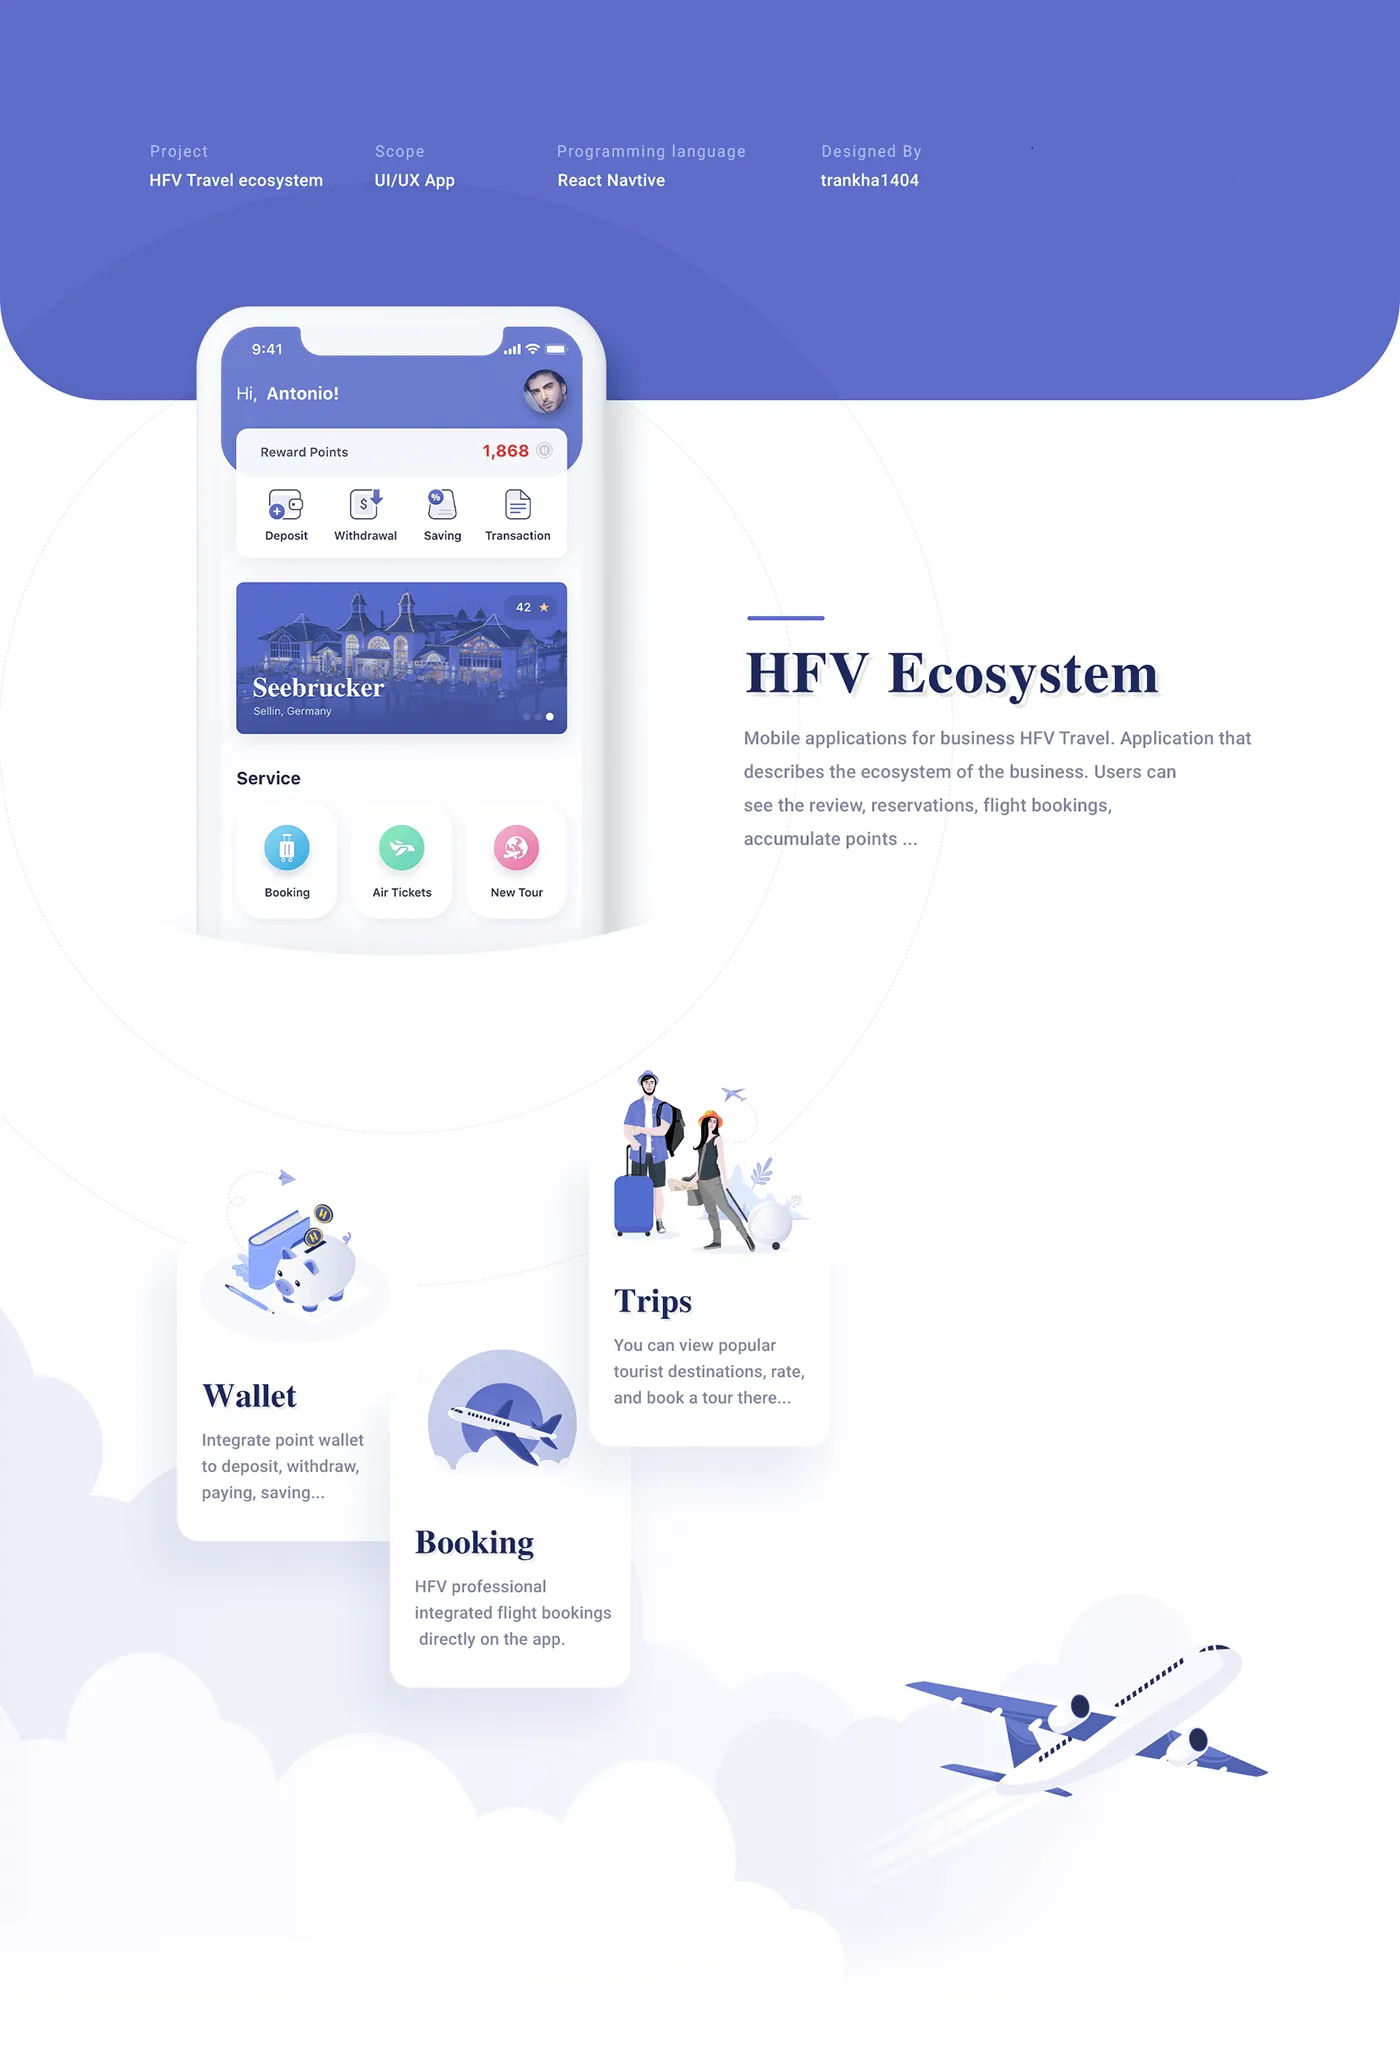 Project
HFV Travel ecosystem
Scope
UI/UX App
Programming language
React Navtive
Designed By
trankha1404
9:41
Hi, Antonio!
Reward Points 1,868
Deposit
Withdrawal
$
Saving
%
Transaction
42
Seebrucker
Sellin, Germany
Service
Booking
Air Tickets
New Tour
HFV Ecosystem
Mobile applications for business HFV Travel. Application that
describes the ecosystem of the business. Users can
see the review, reservations, flight bookings,
accumulate points ...
H
H
Wallet
Integrate point wallet
to deposit, withdraw,
paying, saving...
Booking
HFV professional
integrated flight bookings
directly on the app.
Trips
You can view popular
tourist destinations, rate,
and book a tour there...